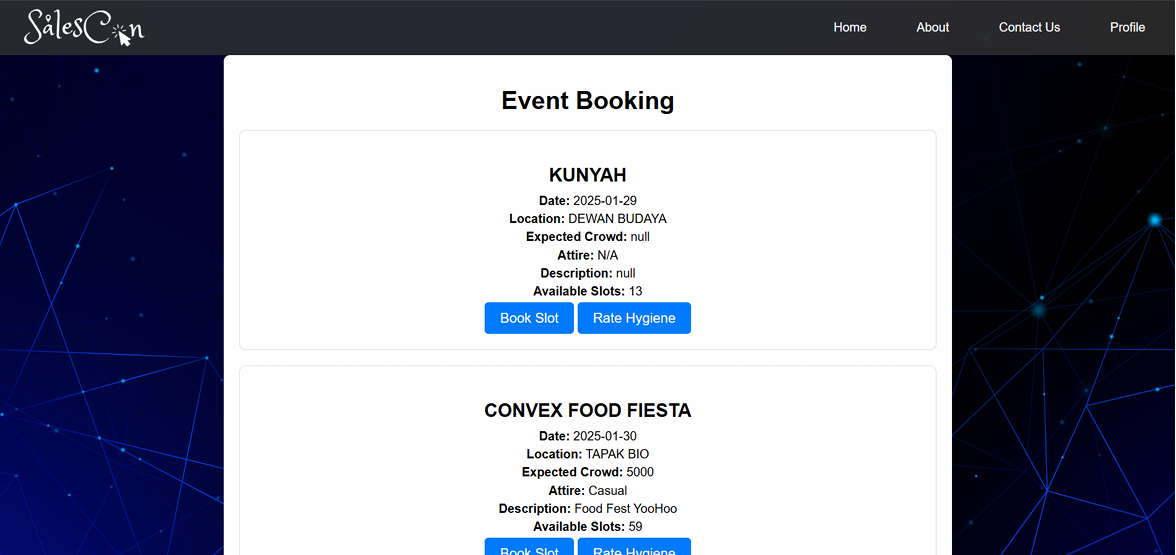 SalesCon
Home About Contact Us Profile
Event Booking
KUNYAH
Date: 2025-01-29
Location: DEWAN BUDAYA
Expected Crowd: null
Attire: N/A
Description: null
Available Slots: 13
Book Slot Rate Hygiene
CONVEX FOOD FIESTA
Date: 2025-01-30
Location: TAPAK BIO
Expected Crowd: 5000
Attire: Casual
Description: Food Fest YooHoo
Available Slots: 59
Book Slot Rate Hygiene